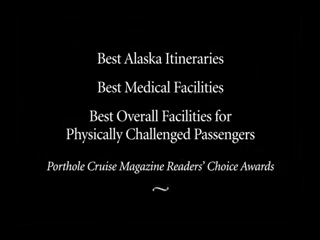 Best Alaska Itineraries
Best Medical Facilities
Best Overall Facilities for
Physically Challenged Passengers
Porthole Cruise Magazine Readers' Choice Awards